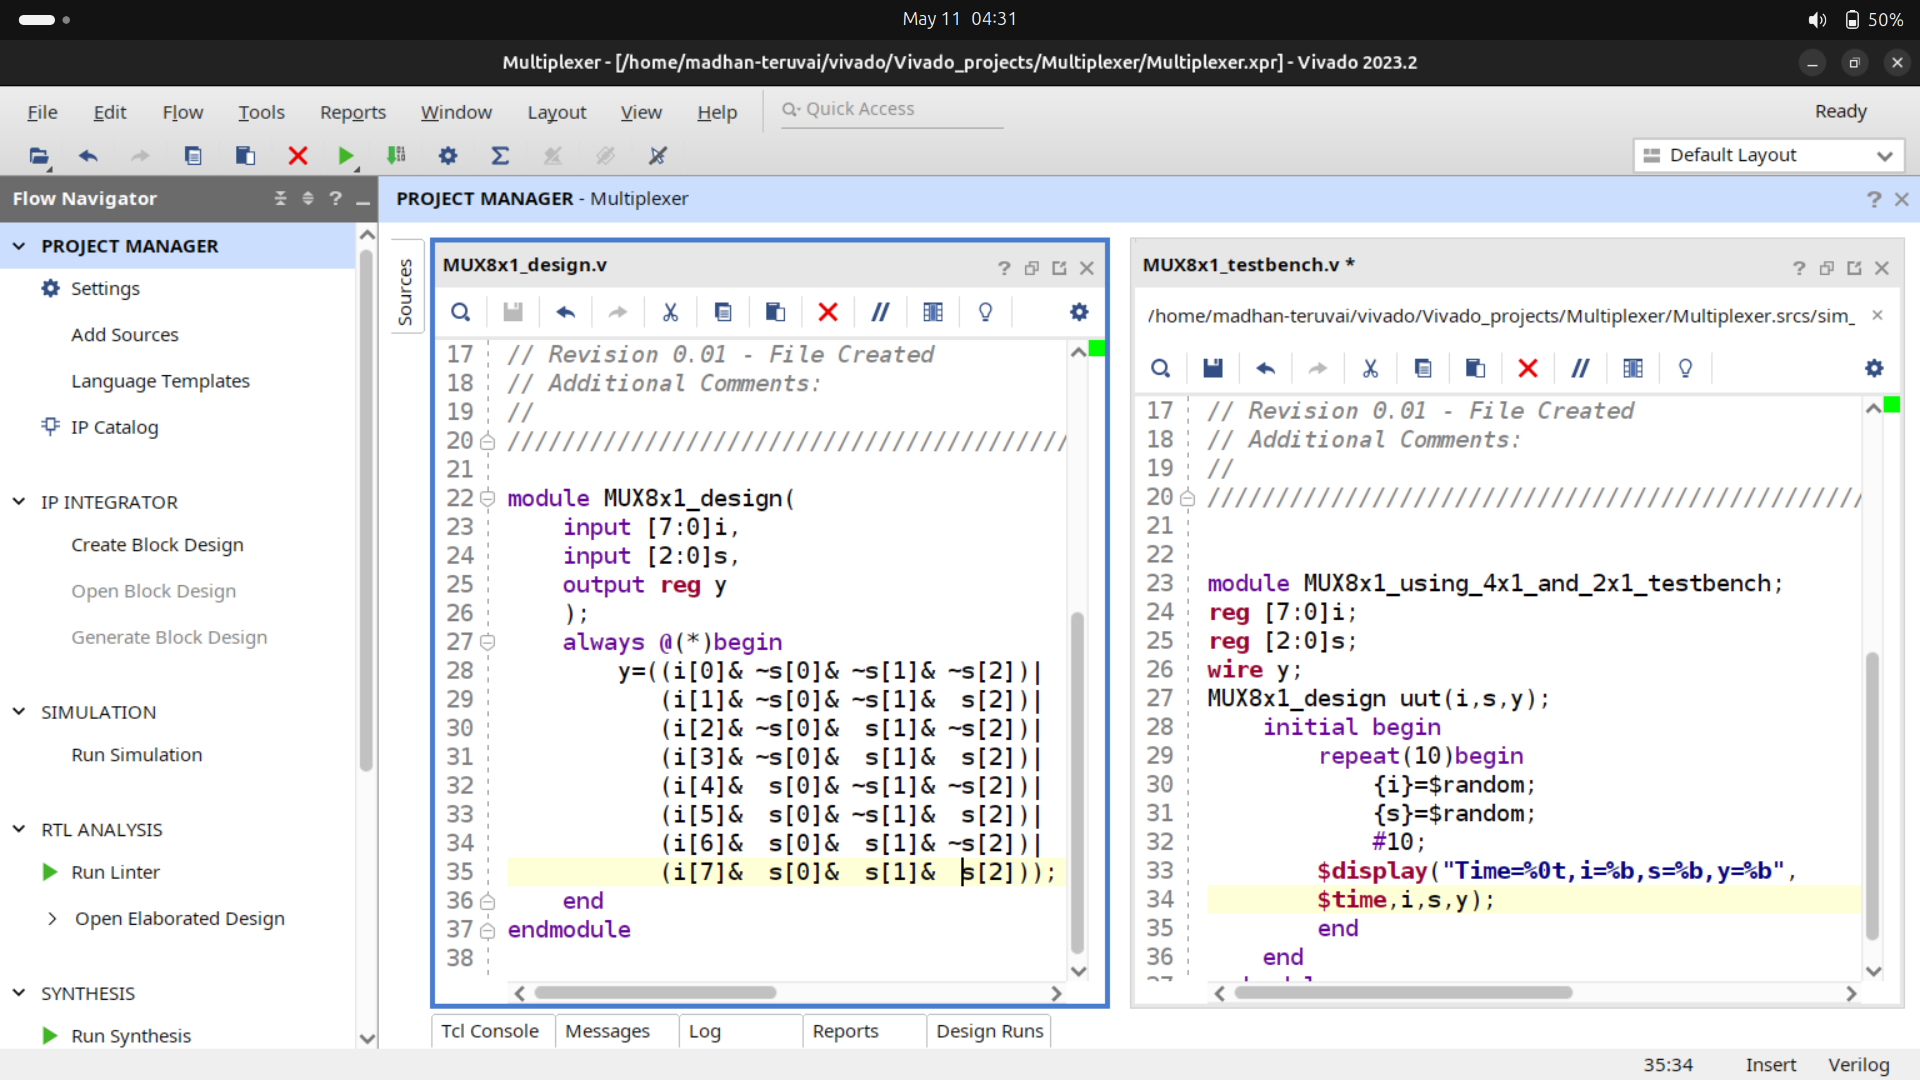 May 11 04:31
50%
Multiplexer - [/home/madhan-teruvai/vivado/Vivado_projects/Multiplexer/Multiplexer.xpr] - Vivado 2023.2
File Edit Flow Tools Reports Window Layout View Help Quick Access Ready
Default Layout
Flow Navigator
PROJECT MANAGER
Settings
Add Sources
Language Templates
IP Catalog
IP INTEGRATOR
Create Block Design
Open Block Design
Generate Block Design
SIMULATION
Run Simulation
RTL ANALYSIS
Run Linter
Open Elaborated Design
SYNTHESIS
Run Synthesis
PROJECT MANAGER - Multiplexer
Sources
MUX8x1_design.v
17 // Revision 0.01 - File Created
18 // Additional Comments:
19 //
20 /////////////////////////////////////////
21
22 module MUX8x1_design(
23 input [7:0]i,
24 input [2:0]s,
25 output reg y
26 );
27 always @(*)begin
28 y=((i[0]& ~s[0]& ~s[1]& ~s[2])|
29 (i[1]& ~s[0]& ~s[1]&  s[2])|
30 (i[2]& ~s[0]&  s[1]& ~s[2])|
31 (i[3]& ~s[0]&  s[1]&  s[2])|
32 (i[4]&  s[0]& ~s[1]& ~s[2])|
33 (i[5]&  s[0]& ~s[1]&  s[2])|
34 (i[6]&  s[0]&  s[1]& ~s[2])|
35 (i[7]&  s[0]&  s[1]&  s[2]));
36 end
37 endmodule
38
MUX8x1_testbench.v *
/home/madhan-teruvai/vivado/Vivado_projects/Multiplexer/Multiplexer.srcs/sim_
17 // Revision 0.01 - File Created
18 // Additional Comments:
19 //
20 ////////////////////////////////////////////////
21
22
23 module MUX8x1_using_4x1_and_2x1_testbench;
24 reg [7:0]i;
25 reg [2:0]s;
26 wire y;
27 MUX8x1_design uut(i,s,y);
28 initial begin
29 repeat(10)begin
30 {i}=$random;
31 {s}=$random;
32 #10;
33 $display("Time=%0t,i=%b,s=%b,y=%b",
34 $time,i,s,y);
35 end
36 end
Tcl Console Messages Log Reports Design Runs
35:34 Insert Verilog